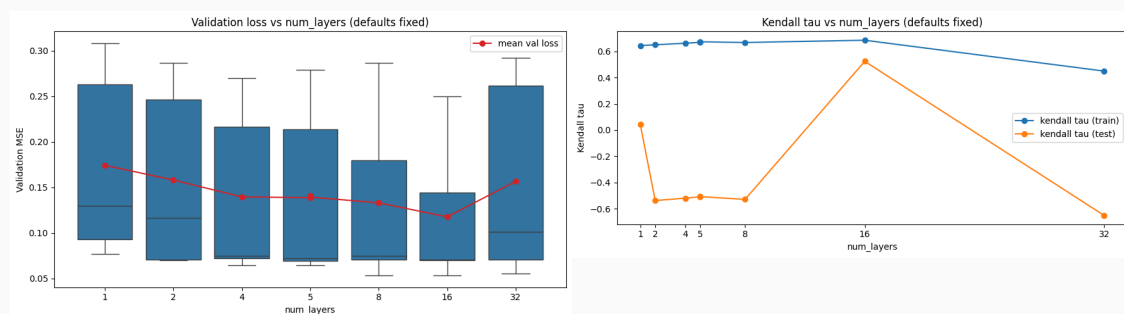 Validation loss vs num_layers (defaults fixed)
mean val loss
Validation MSE
0.30
0.25
0.20
0.15
0.10
0.05
1 2 4 5 8 16 32
num_layers
Kendall tau vs num_layers (defaults fixed)
kendall tau (train)
kendall tau (test)
Kendall tau
0.6
0.4
0.2
0.0
−0.2
−0.4
−0.6
1 2 4 5 8 16 32
num_layers